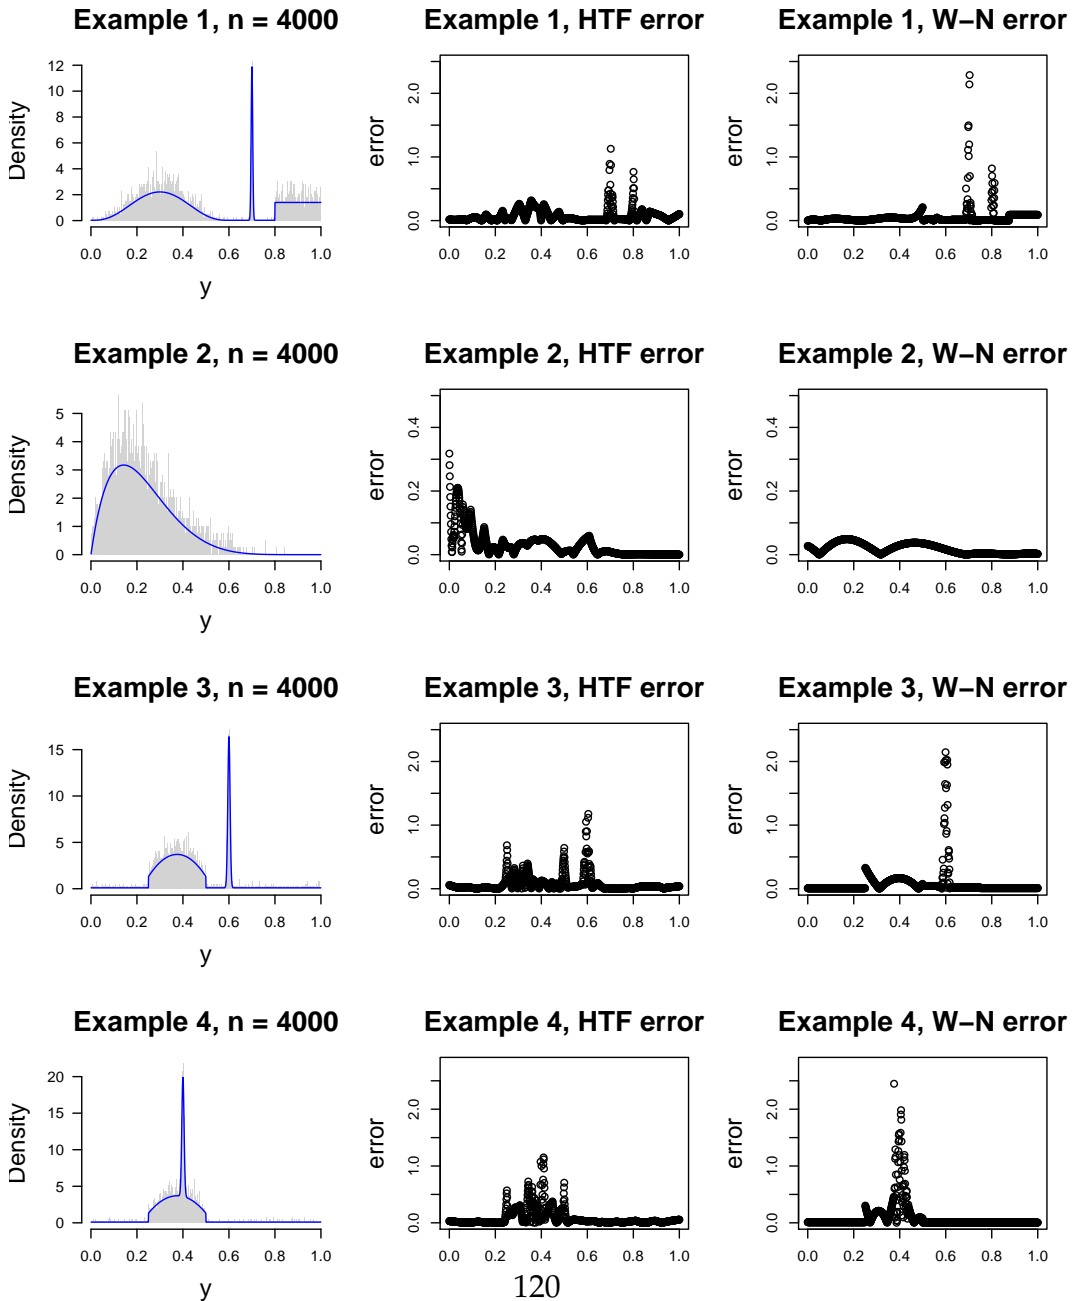 Example 1, n = 4000
Example 1, HTF error
Example 1, W−N error
Density
12
10
8
6
4
2
0
0.0 0.2 0.4 0.6 0.8 1.0
y
error
2.0
1.0
0.0
0.0 0.2 0.4 0.6 0.8 1.0
error
2.0
1.0
0.0
0.0 0.2 0.4 0.6 0.8 1.0
Example 2, n = 4000
Example 2, HTF error
Example 2, W−N error
Density
5
4
3
2
1
0
0.0 0.2 0.4 0.6 0.8 1.0
y
error
0.4
0.2
0.0
0.0 0.2 0.4 0.6 0.8 1.0
error
0.4
0.2
0.0
0.0 0.2 0.4 0.6 0.8 1.0
Example 3, n = 4000
Example 3, HTF error
Example 3, W−N error
Density
15
10
5
0
0.0 0.2 0.4 0.6 0.8 1.0
y
error
2.0
1.0
0.0
0.0 0.2 0.4 0.6 0.8 1.0
error
2.0
1.0
0.0
0.0 0.2 0.4 0.6 0.8 1.0
Example 4, n = 4000
Example 4, HTF error
Example 4, W−N error
Density
20
15
10
5
0
0.0 0.2 0.4 0.6 0.8 1.0
y
error
2.0
1.0
0.0
0.0 0.2 0.4 0.6 0.8 1.0
error
2.0
1.0
0.0
0.0 0.2 0.4 0.6 0.8 1.0
120